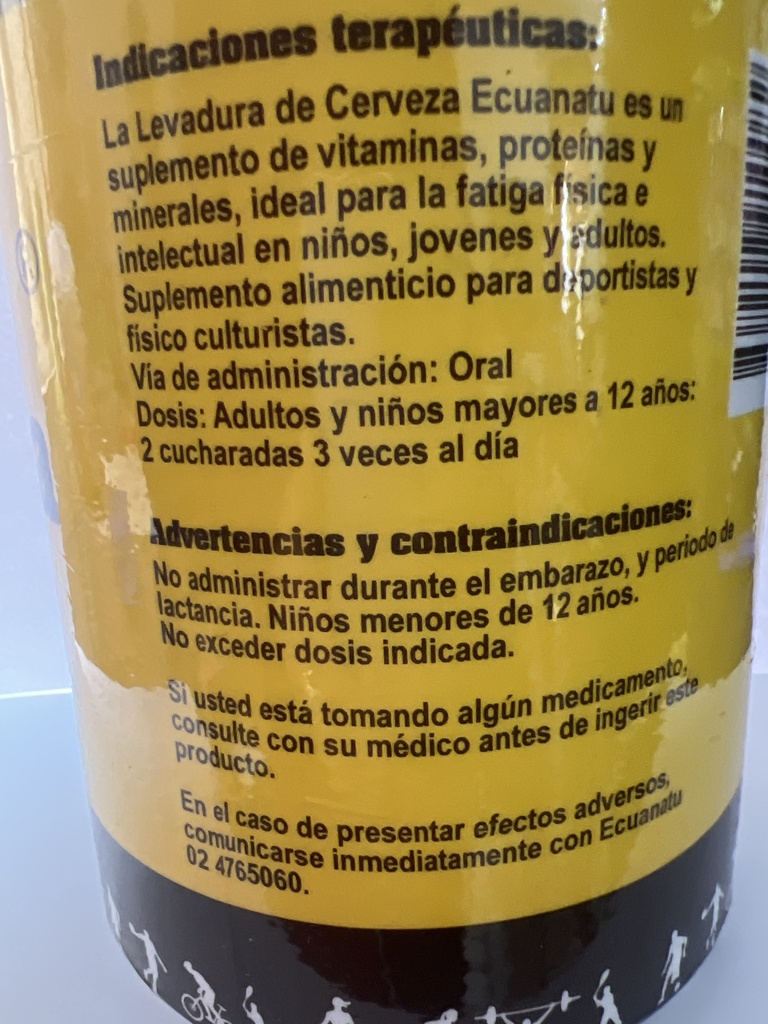 Indicaciones terapéuticas:
La Levadura de Cerveza Ecuanatu es un
suplemento de vitaminas, proteínas y
minerales, ideal para la fatiga física e
intelectual en niños, jovenes y adultos.
Suplemento alimenticio para deportistas y
físico culturistas.
Vía de administración: Oral
Dosis: Adultos y niños mayores a 12 años:
2 cucharadas 3 veces al día
Advertencias y contraindicaciones:
No administrar durante el embarazo, y periodo de
lactancia. Niños menores de 12 años.
No exceder dosis indicada.
Si usted está tomando algún medicamento,
consulte con su médico antes de ingerir este
producto.
En el caso de presentar efectos adversos,
comunicarse inmediatamente con Ecuanatu
02 4765060.